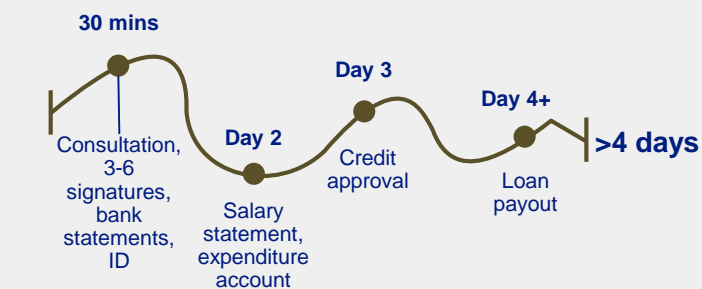 30 mins
Consultation,
3-6
signatures,
bank
statements,
ID
Day 2
Salary
statement,
expenditure
account
Day 3
Credit
approval
Day 4+
Loan
payout
>4 days